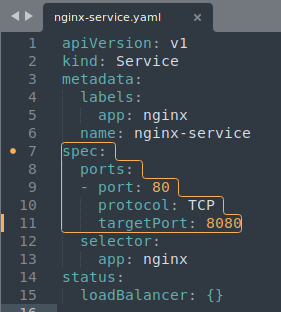 nginx-service.yaml ×
1 apiVersion: v1
2 kind: Service
3 metadata:
4   labels:
5     app: nginx
6   name: nginx-service
7 spec:
8   ports:
9   - port: 80
10     protocol: TCP
11     targetPort: 8080
12   selector:
13     app: nginx
14 status:
15   loadBalancer: {}
16